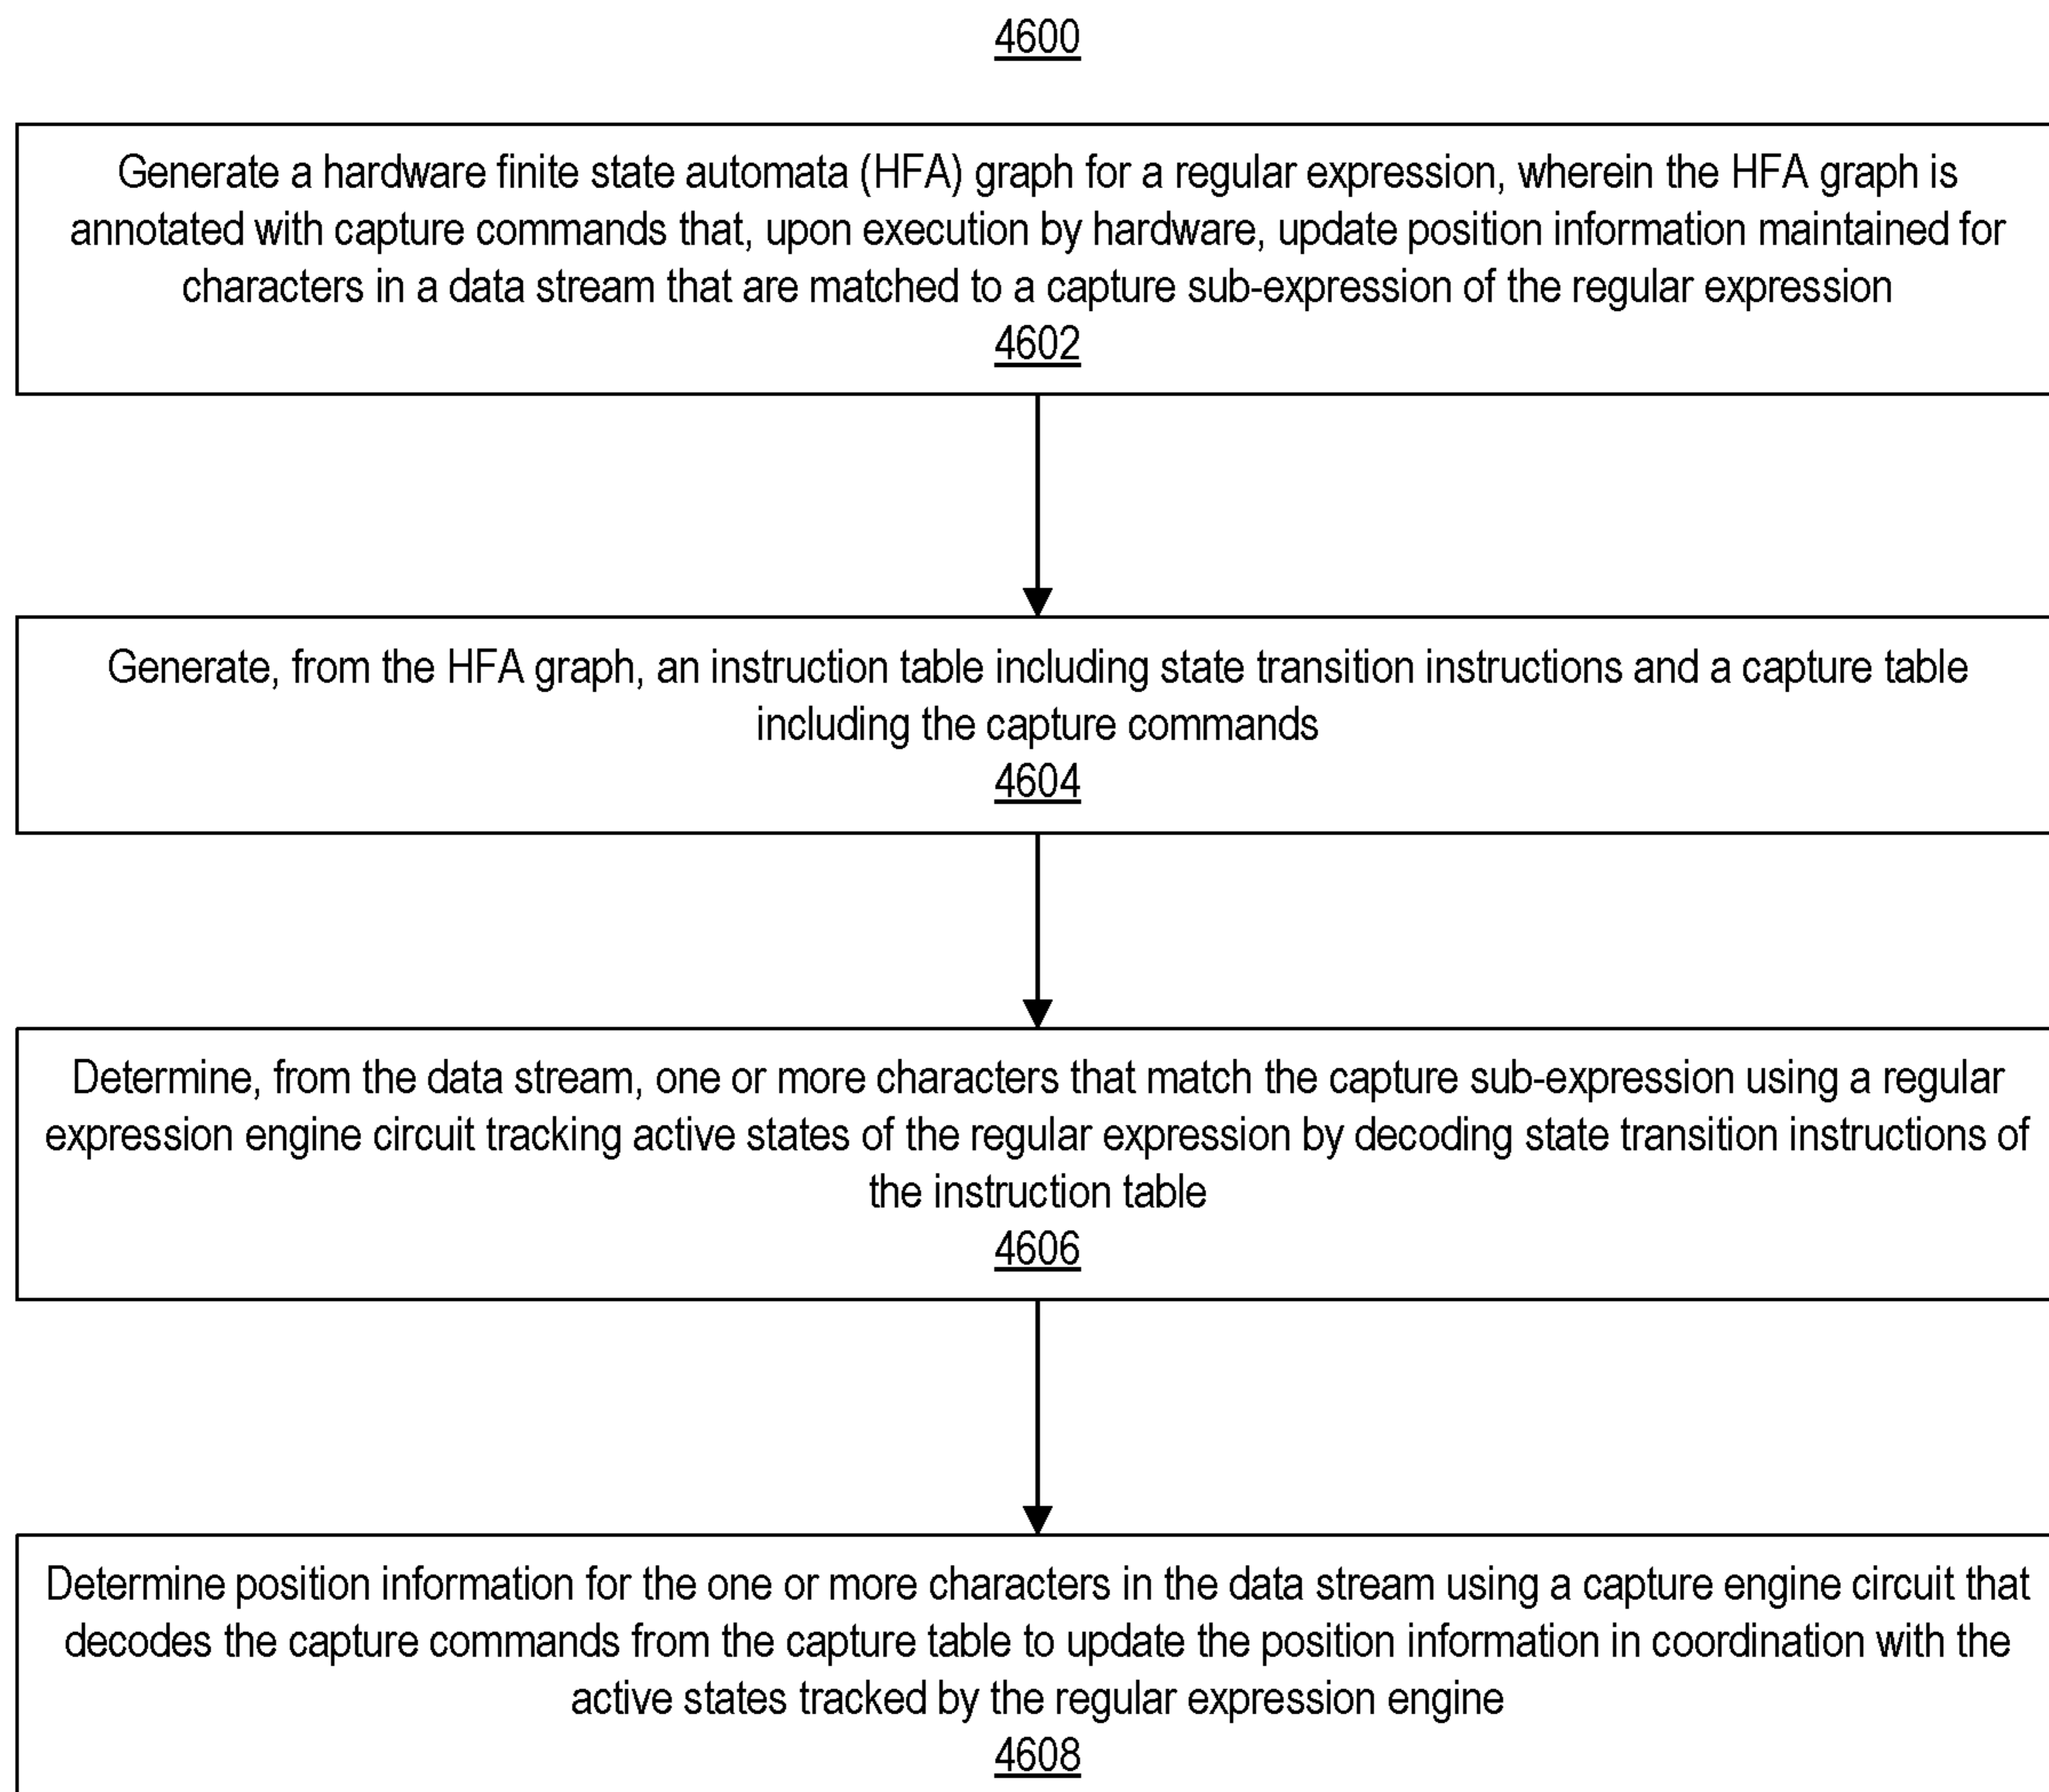 4600
Generate a hardware finite state automata (HFA) graph for a regular expression, wherein the HFA graph is
annotated with capture commands that, upon execution by hardware, update position information maintained for
characters in a data stream that are matched to a capture sub-expression of the regular expression
4602
Generate, from the HFA graph, an instruction table including state transition instructions and a capture table
including the capture commands
4604
Determine, from the data stream, one or more characters that match the capture sub-expression using a regular
expression engine circuit tracking active states of the regular expression by decoding state transition instructions of
the instruction table
4606
Determine position information for the one or more characters in the data stream using a capture engine circuit that
decodes the capture commands from the capture table to update the position information in coordination with the
active states tracked by the regular expression engine
4608